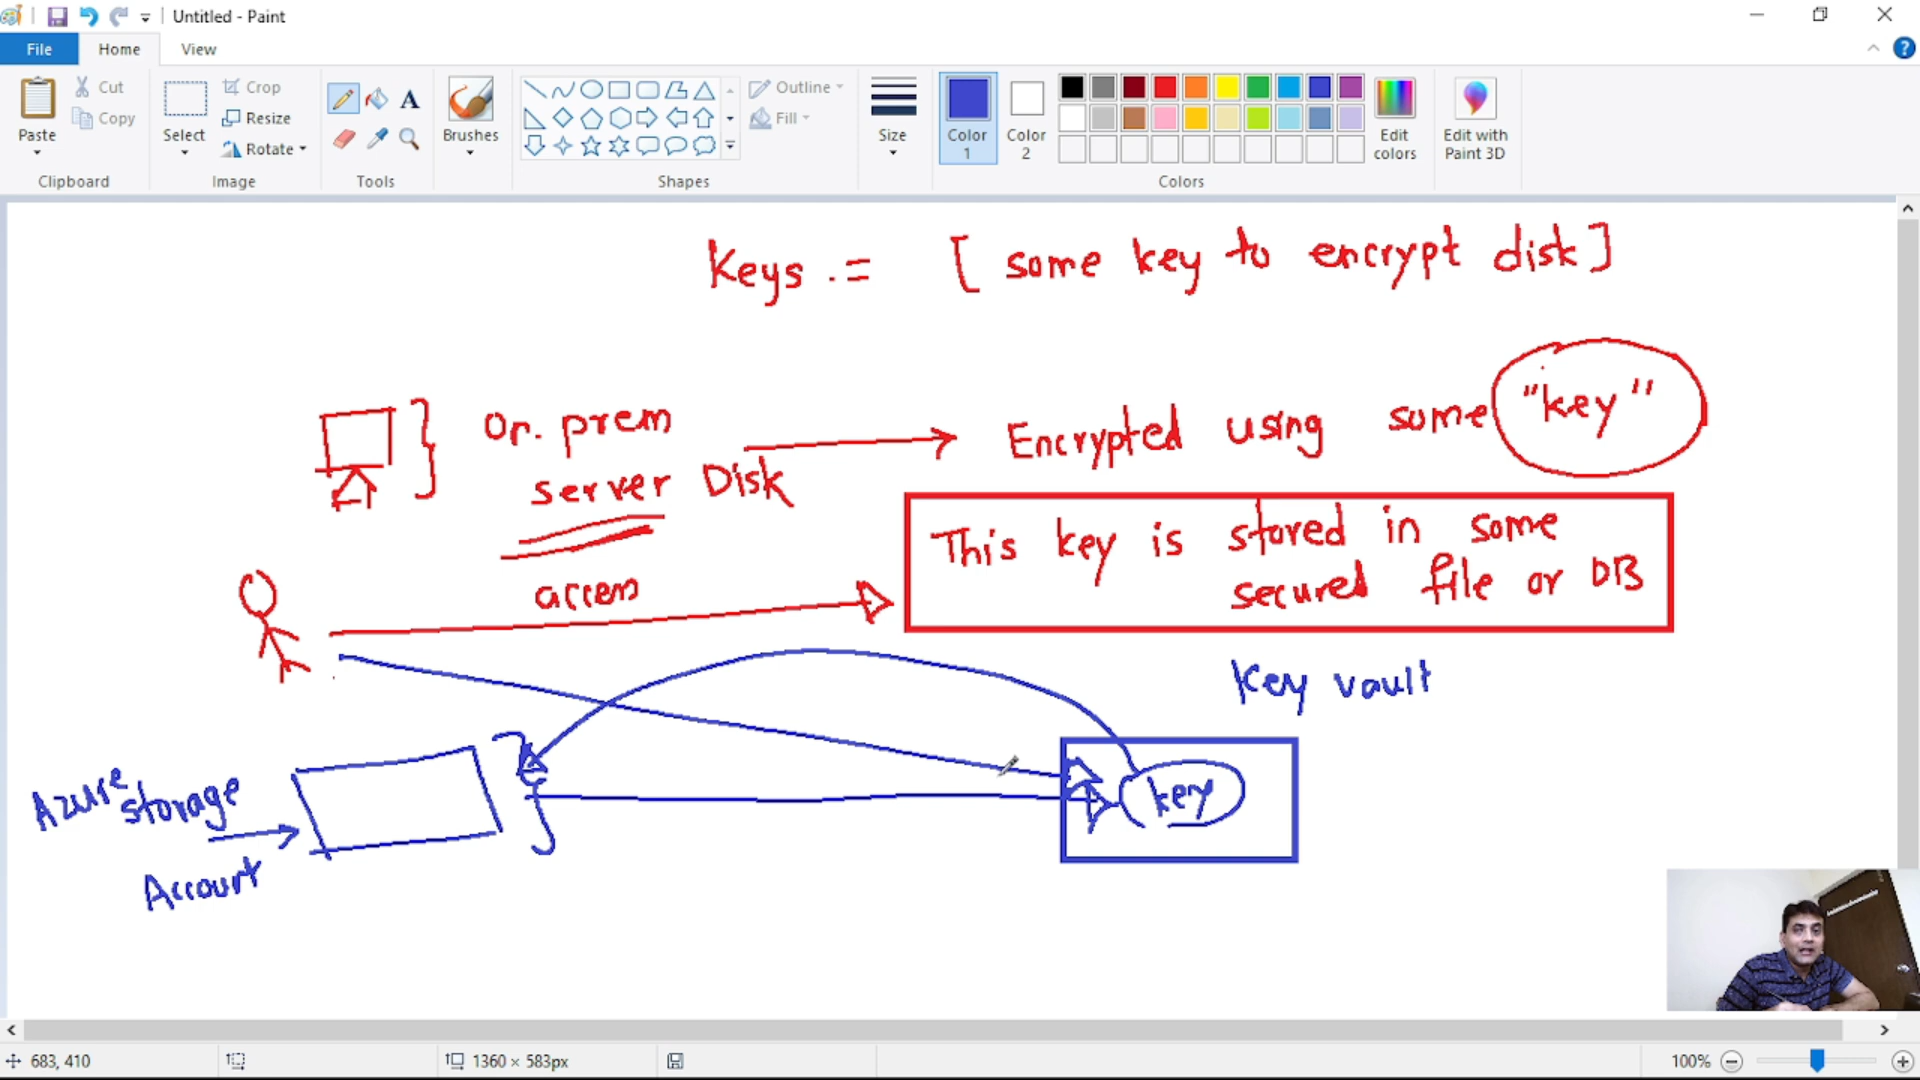 Untitled - Paint
File Home View
Paste Cut Copy Clipboard
Select Crop Resize Rotate Image
Tools
Brushes
Shapes
Outline Fill
Size
Color 1 Color 2 Edit colors Colors
Edit with Paint 3D
Keys := [ some key to encrypt disk ]
On. prem
server Disk
Encrypted using some "key"
This key is stored in some
secured file or DB
access
Key vault
Azure storage
Account
key
683, 410
1360 × 583px
100%